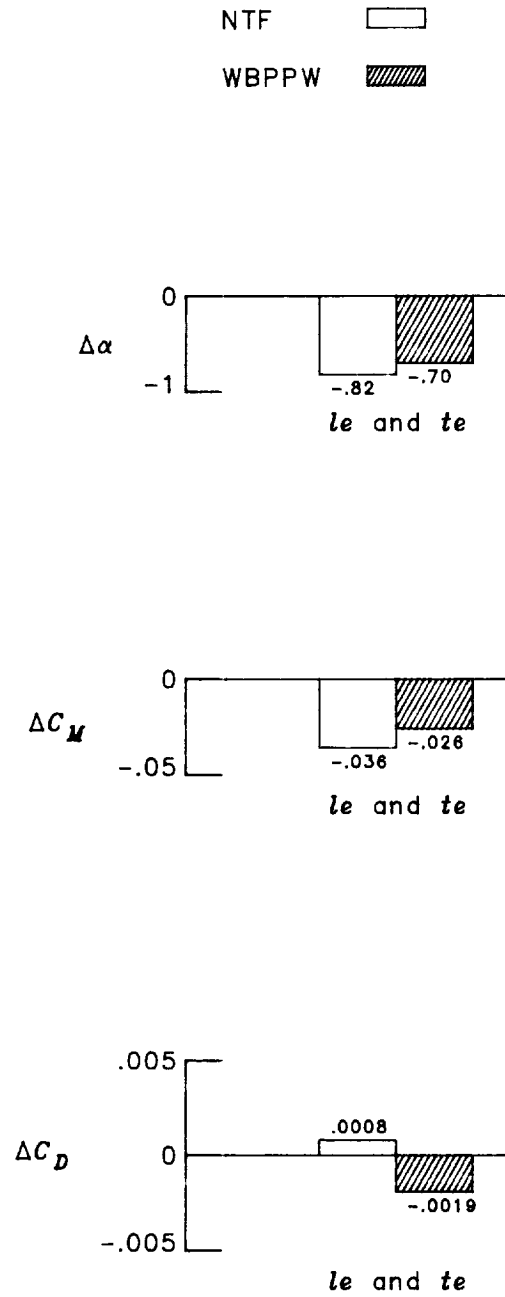 NTF
WBPPW
0
Δα
-1
-.82
-.70
le and te
0
ΔC_M
-.05
-.036
-.026
le and te
.005
.0008
ΔC_D
0
-.0019
-.005
le and te